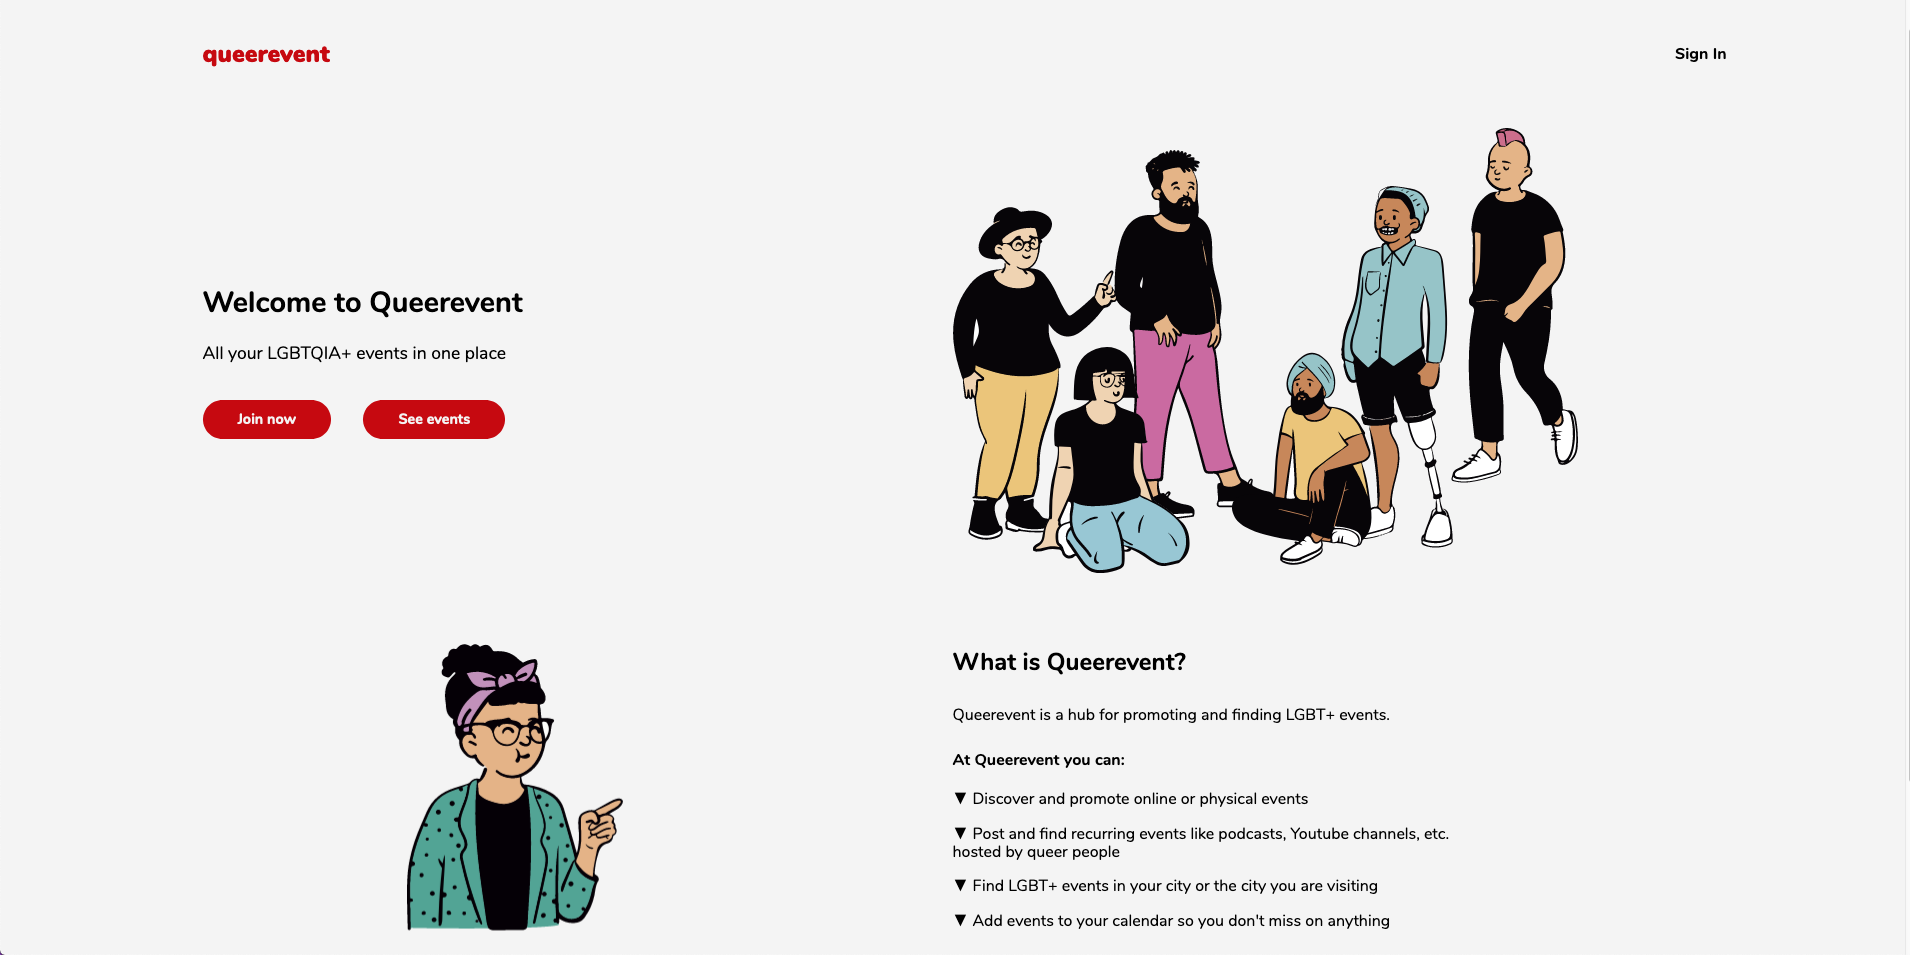 queerevent
Sign In
Welcome to Queerevent
All your LGBTQIA+ events in one place
Join now
See events
What is Queerevent?
Queerevent is a hub for promoting and finding LGBT+ events.
At Queerevent you can:
▼ Discover and promote online or physical events
▼ Post and find recurring events like podcasts, Youtube channels, etc.
hosted by queer people
▼ Find LGBT+ events in your city or the city you are visiting
▼ Add events to your calendar so you don't miss on anything